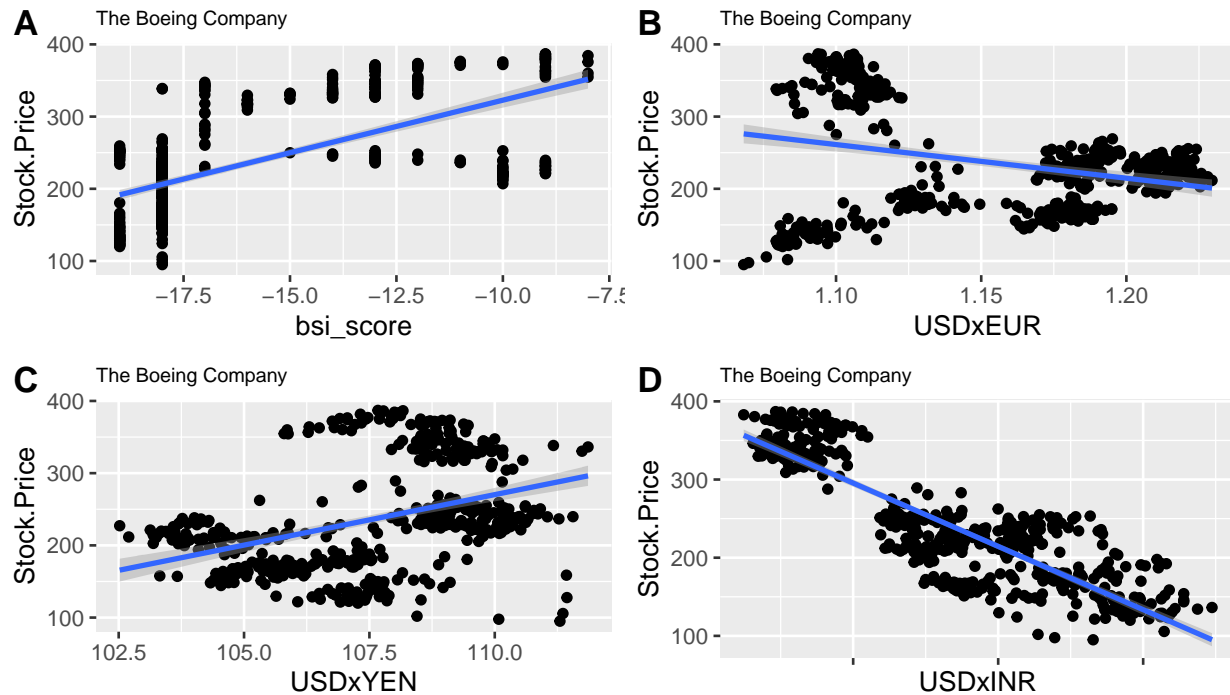 A The Boeing Company
Stock.Price
400
300
200
100
−17.5 −15.0 −12.5 −10.0 −7.5
bsi_score
B The Boeing Company
Stock.Price
400
300
200
100
1.10 1.15 1.20
USDxEUR
C The Boeing Company
Stock.Price
400
300
200
100
102.5 105.0 107.5 110.0
USDxYEN
D The Boeing Company
Stock.Price
400
300
200
100
USDxINR